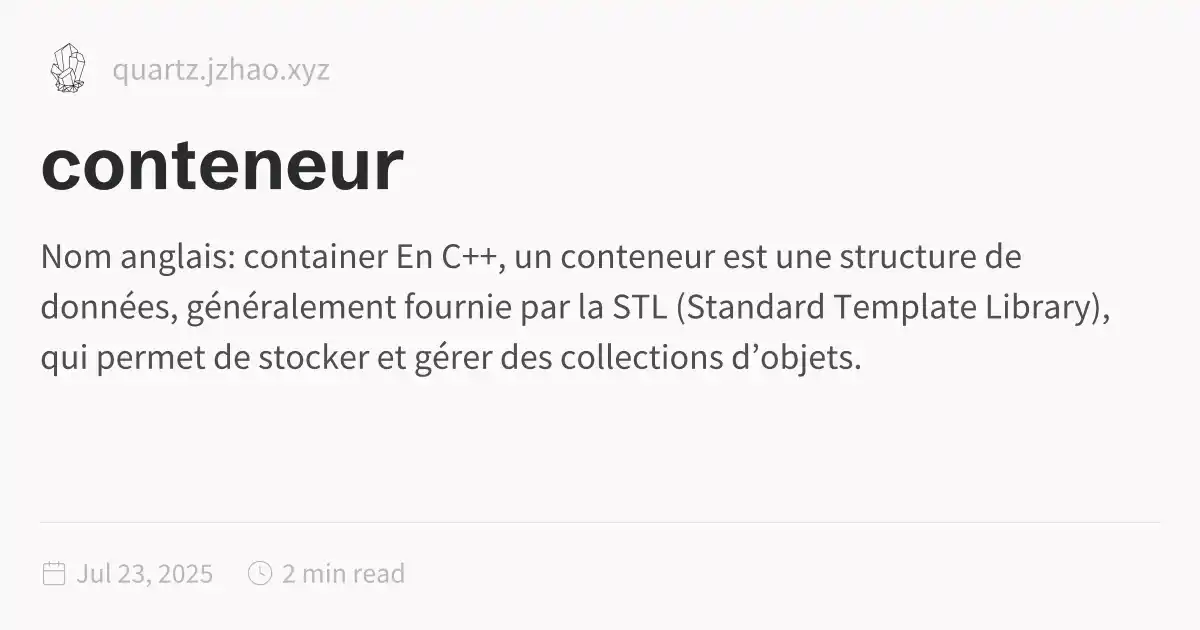 quartz.jzhao.xyz
conteneur
Nom anglais: container En C++, un conteneur est une structure de
données, généralement fournie par la STL (Standard Template Library),
qui permet de stocker et gérer des collections d’objets.
Jul 23, 2025 2 min read